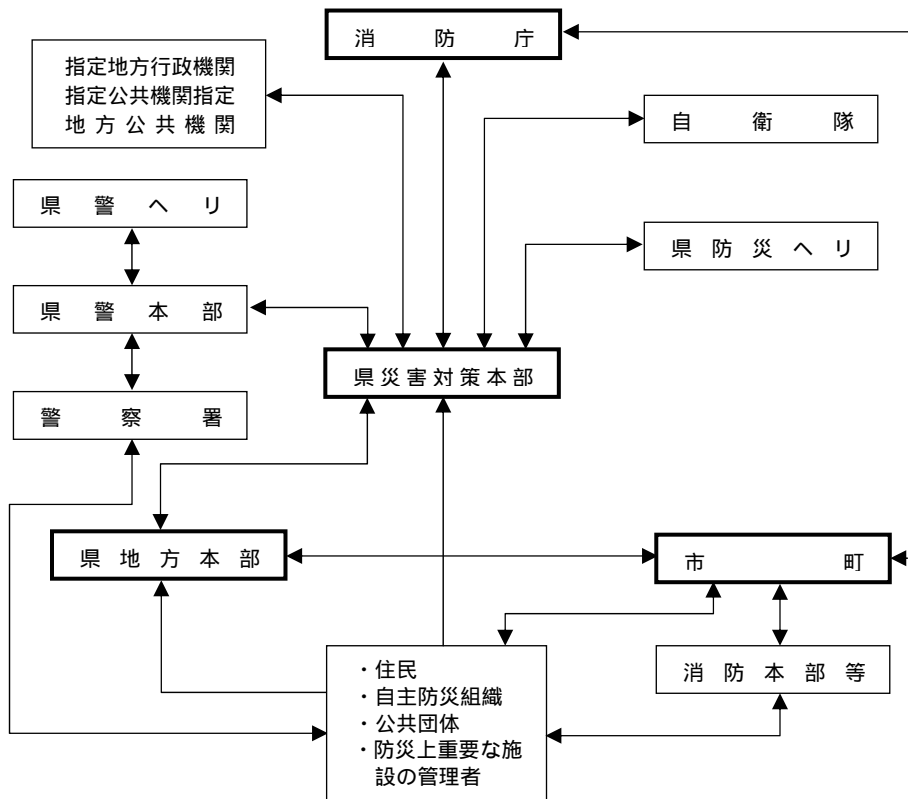 消防庁
指定地方行政機関
指定公共機関指定
地方公共機関
自衛隊
県警ヘリ
県防災ヘリ
県警本部
県災害対策本部
警察署
県地方本部
市町
・住民
・自主防災組織
・公共団体
・防災上重要な施
設の管理者
消防本部等